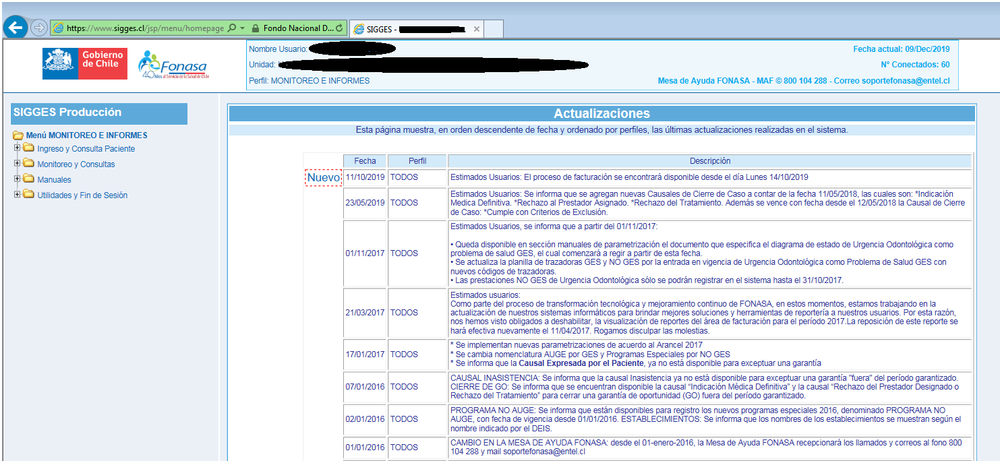 https://www.sigges.cl/jsp/menu/homepage
Fondo Nacional D...
SIGGES -
Gobierno
de Chile
Fonasa
40 Años al Servicio de la Salud de Chile
Nombre Usuario:
Unidad:
Perfil: MONITOREO E INFORMES
Fecha actual: 09/Dec/2019
N° Conectados: 60
Mesa de Ayuda FONASA - MAF © 800 104 288 - Correo soportefonasa@entel.cl
SIGGES Producción
Menú MONITOREO E INFORMES
Ingreso y Consulta Paciente
Monitoreo y Consultas
Manuales
Utilidades y Fin de Sesión
Actualizaciones
Esta página muestra, en orden descendente de fecha y ordenado por perfiles, las últimas actualizaciones realizadas en el sistema.
Fecha Perfil Descripción
Nuevo 11/10/2019 TODOS Estimados Usuarios: El proceso de facturación se encontrará disponible desde el día Lunes 14/10/2019
23/05/2019 TODOS Estimados Usuarios: Se informa que se agregan nuevas Causales de Cierre de Caso a contar de la fecha 11/05/2018, las cuales son: *Indicación
Medica Definitiva. *Rechazo al Prestador Asignado. *Rechazo del Tratamiento. Además se vence con fecha desde el 12/05/2018 la Causal de Cierre
de Caso: *Cumple con Criterios de Exclusión.
01/11/2017 TODOS Estimados Usuarios, se informa que a partir del 01/11/2017:
• Queda disponible en sección manuales de parametrización el documento que especifica el diagrama de estado de Urgencia Odontológica como
problema de salud GES, el cual comenzará a regir a partir de esta fecha.
• Se actualiza la planilla de trazadoras GES y NO GES por la entrada en vigencia de Urgencia Odontológica como Problema de Salud GES con
nuevos códigos de trazadoras.
• Las prestaciones NO GES de Urgencia Odontológica sólo se podrán registrar en el sistema hasta el 31/10/2017.
21/03/2017 TODOS Estimados usuarios:
Como parte del proceso de transformación tecnológica y mejoramiento continuo de FONASA, en estos momentos, estamos trabajando en la
actualización de nuestros sistemas informáticos para brindar mejores soluciones y herramientas de reportería a nuestros usuarios. Por esta razón,
nos hemos visto obligados a deshabilitar, la visualización de reportes del área de facturación para el período 2017.La reposición de este reporte se
hará efectiva nuevamente el 11/04/2017. Rogamos disculpar las molestias.
17/01/2017 TODOS * Se implementan nuevas parametrizaciones de acuerdo al Arancel 2017
* Se cambia nomenclatura AUGE por GES y Programas Especiales por NO GES
* Se informa que la Causal Expresada por el Paciente, ya no está disponible para exceptuar una garantía
07/01/2016 TODOS CAUSAL INASISTENCIA: Se informa que la causal Inasistencia ya no está disponible para exceptuar una garantía "fuera" del período garantizado.
CIERRE DE GO: Se informa que se encuentran disponible la causal “Indicación Médica Definitiva” y la causal “Rechazo del Prestador Designado o
Rechazo del Tratamiento” para cerrar una garantía de oportunidad (GO) fuera del período garantizado.
02/01/2016 TODOS PROGRAMA NO AUGE: Se informa que están disponibles para registro los nuevos programas especiales 2016, denominado PROGRAMA NO
AUGE, con fecha de vigencia desde 01/01/2016. ESTABLECIMIENTOS: Se informa que los nombres de los establecimientos se muestran según el
nombre indicado por el DEIS.
01/01/2016 TODOS CAMBIO EN LA MESA DE AYUDA FONASA: desde el 01-enero-2016, la Mesa de Ayuda FONASA recepcionará los llamados y correos al fono 800
104 288 y mail soportefonasa@entel.cl